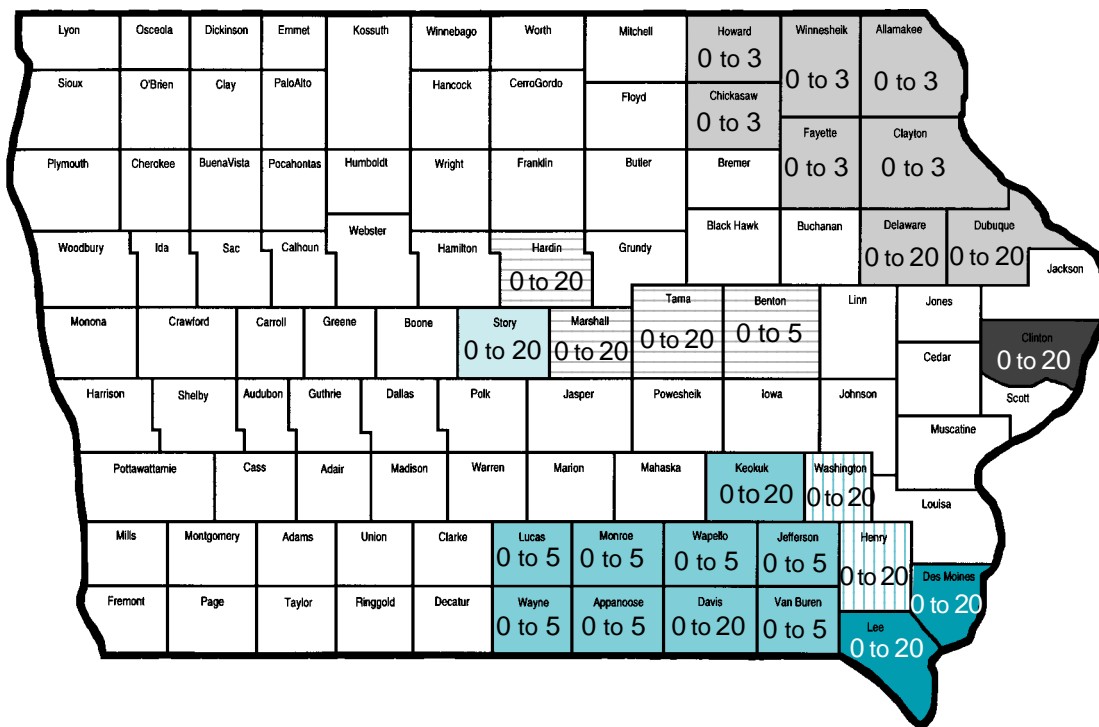 Lyon
Osceola
Dickinson
Emmet
Kossuth
Winnebago
Worth
Mitchell
Howard
0 to 3
Winnesheik
0 to 3
Allamakee
0 to 3
Sioux
O'Brien
Clay
PaloAlto
Hancock
CerroGordo
Floyd
Chickasaw
0 to 3
Fayette
0 to 3
Clayton
0 to 3
Plymouth
Cherokee
BuenaVista
Pocahontas
Humboldt
Wright
Franklin
Butler
Bremer
Woodbury
Ida
Sac
Calhoun
Webster
Hamilton
Hardin
0 to 20
Grundy
Black Hawk
Buchanan
Delaware
0 to 20
Dubuque
0 to 20
Jackson
Monona
Crawford
Carroll
Greene
Boone
Story
0 to 20
Marshall
0 to 20
Tama
0 to 20
Benton
0 to 5
Linn
Jones
Clinton
0 to 20
Cedar
Harrison
Shelby
Audubon
Guthrie
Dallas
Polk
Jasper
Powesheik
Iowa
Johnson
Scott
Muscatine
Pottawattamie
Cass
Adair
Madison
Warren
Marion
Mahaska
Keokuk
0 to 20
Washington
0 to 20
Louisa
Mills
Montgomery
Adams
Union
Clarke
Lucas
0 to 5
Monroe
0 to 5
Wapello
0 to 5
Jefferson
0 to 5
Henry
0 to 20
Des Moines
0 to 20
Fremont
Page
Taylor
Ringgold
Decatur
Wayne
0 to 5
Appanoose
0 to 5
Davis
0 to 20
Van Buren
0 to 5
Lee
0 to 20